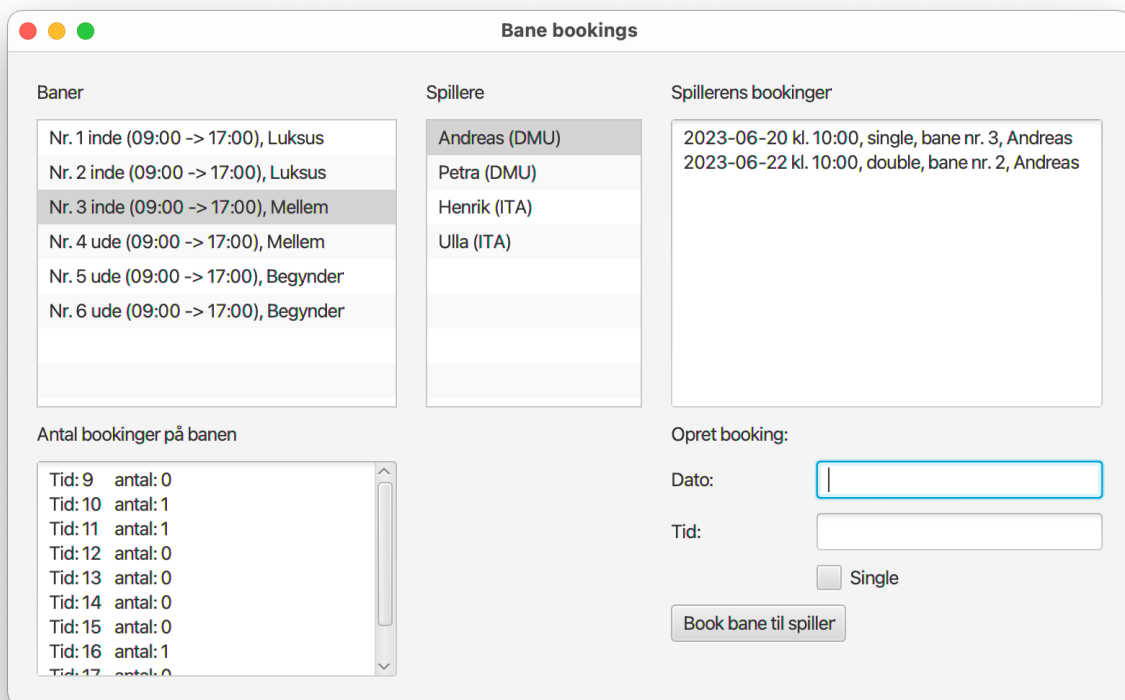 Bane bookings
Baner
Nr. 1 inde (09:00 -> 17:00), Luksus
Nr. 2 inde (09:00 -> 17:00), Luksus
Nr. 3 inde (09:00 -> 17:00), Mellem
Nr. 4 ude (09:00 -> 17:00), Mellem
Nr. 5 ude (09:00 -> 17:00), Begynder
Nr. 6 ude (09:00 -> 17:00), Begynder
Spillere
Andreas (DMU)
Petra (DMU)
Henrik (ITA)
Ulla (ITA)
Spillerens bookinger
2023-06-20 kl. 10:00, single, bane nr. 3, Andreas
2023-06-22 kl. 10:00, double, bane nr. 2, Andreas
Antal bookinger på banen
Tid: 9 antal: 0
Tid: 10 antal: 1
Tid: 11 antal: 1
Tid: 12 antal: 0
Tid: 13 antal: 0
Tid: 14 antal: 0
Tid: 15 antal: 0
Tid: 16 antal: 1
Tid: 17 antal: 0
Opret booking:
Dato:
Tid:
Single
Book bane til spiller